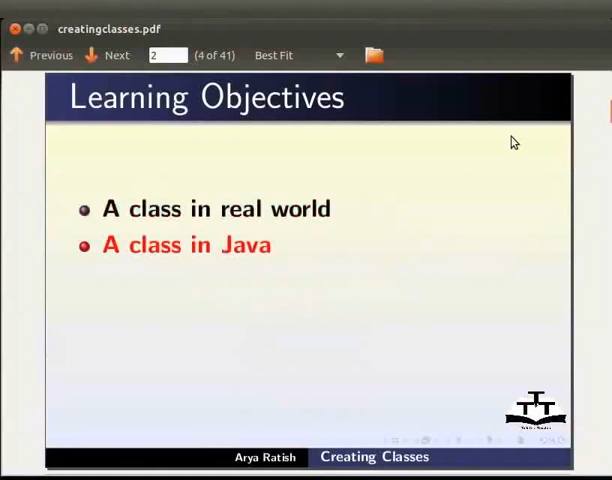 creatingclasses.pdf
Previous Next 2 (4 of 41) Best Fit
Learning Objectives
A class in real world
A class in Java
Arya Ratish Creating Classes